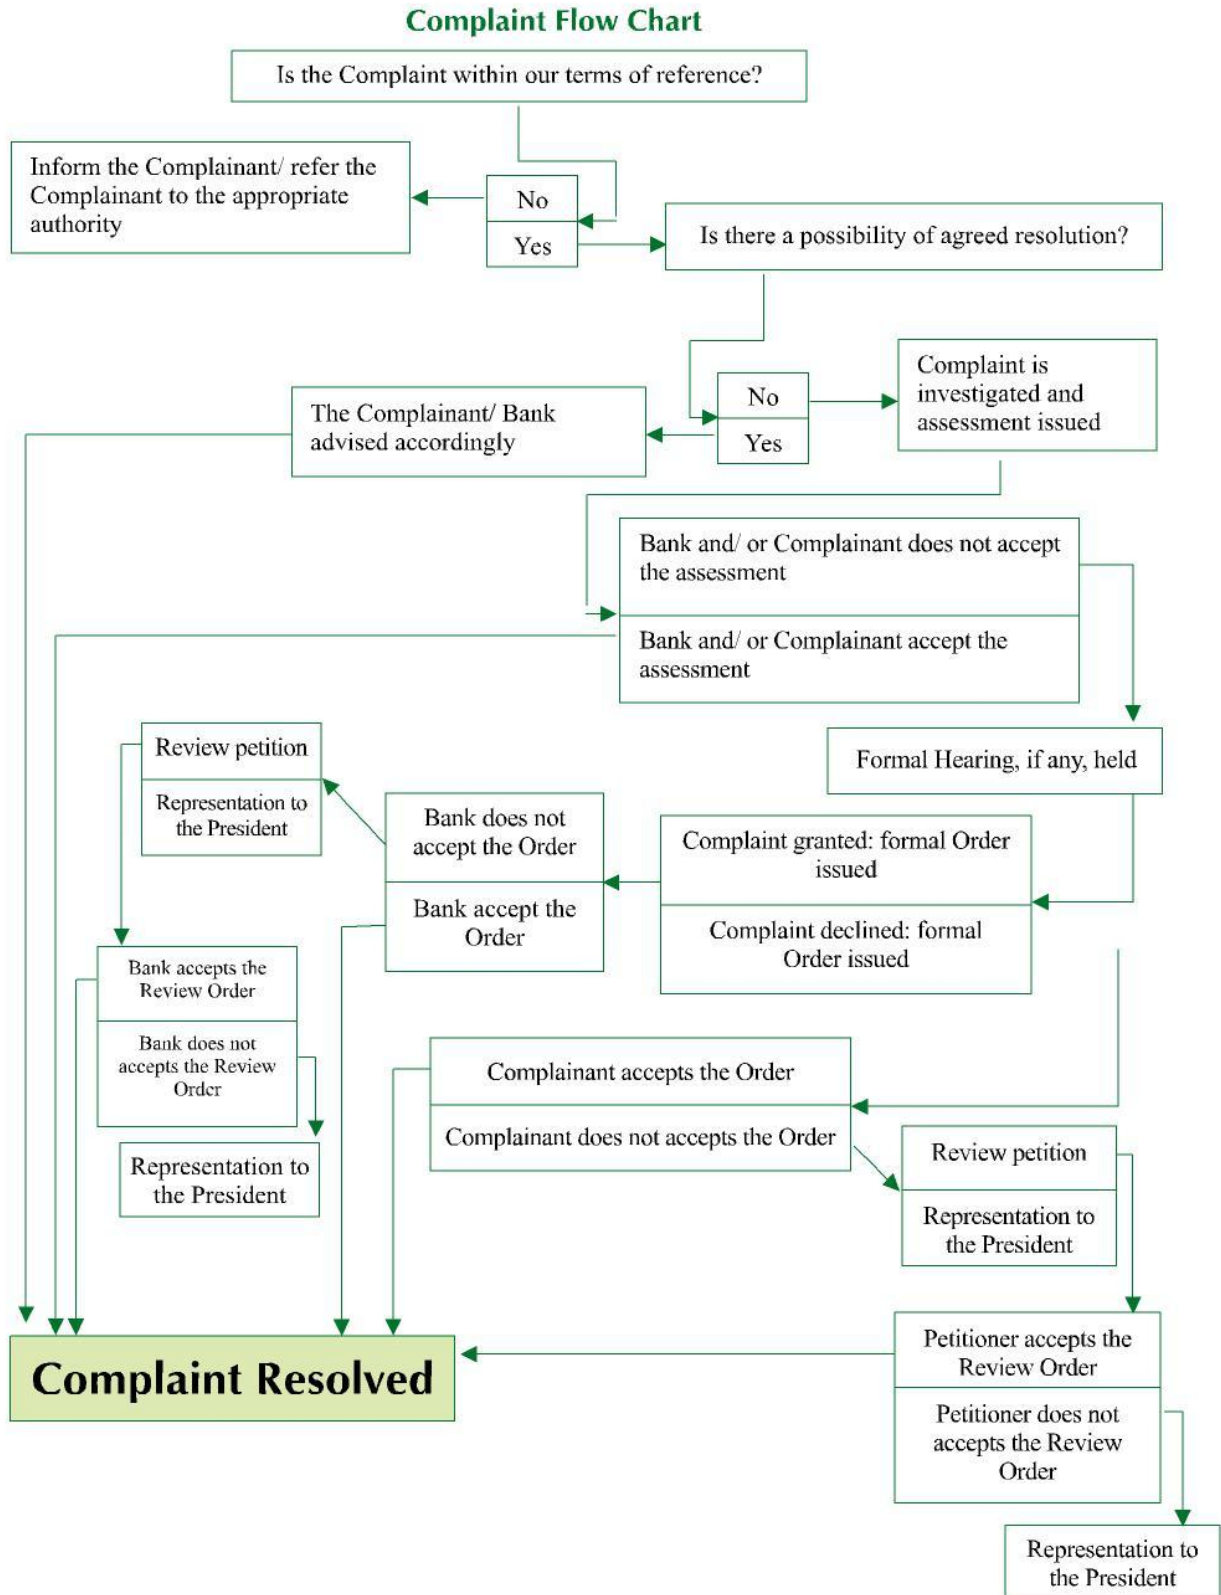 Complaint Flow Chart
Is the Complaint within our terms of reference?
Inform the Complainant/ refer the
Complainant to the appropriate
authority
No
Yes
Is there a possibility of agreed resolution?
No
Yes
Complaint is
investigated and
assessment issued
The Complainant/ Bank
advised accordingly
Bank and/ or Complainant does not accept
the assessment
Bank and/ or Complainant accept the
assessment
Formal Hearing, if any, held
Review petition
Representation to
the President
Bank does not
accept the Order
Bank accept the
Order
Complaint granted: formal Order
issued
Complaint declined: formal
Order issued
Bank accepts the
Review Order
Bank does not
accepts the Review
Order
Representation to
the President
Complainant accepts the Order
Complainant does not accepts the Order
Review petition
Representation to
the President
Petitioner accepts the
Review Order
Petitioner does not
accepts the Review
Order
Complaint Resolved
Representation to
the President